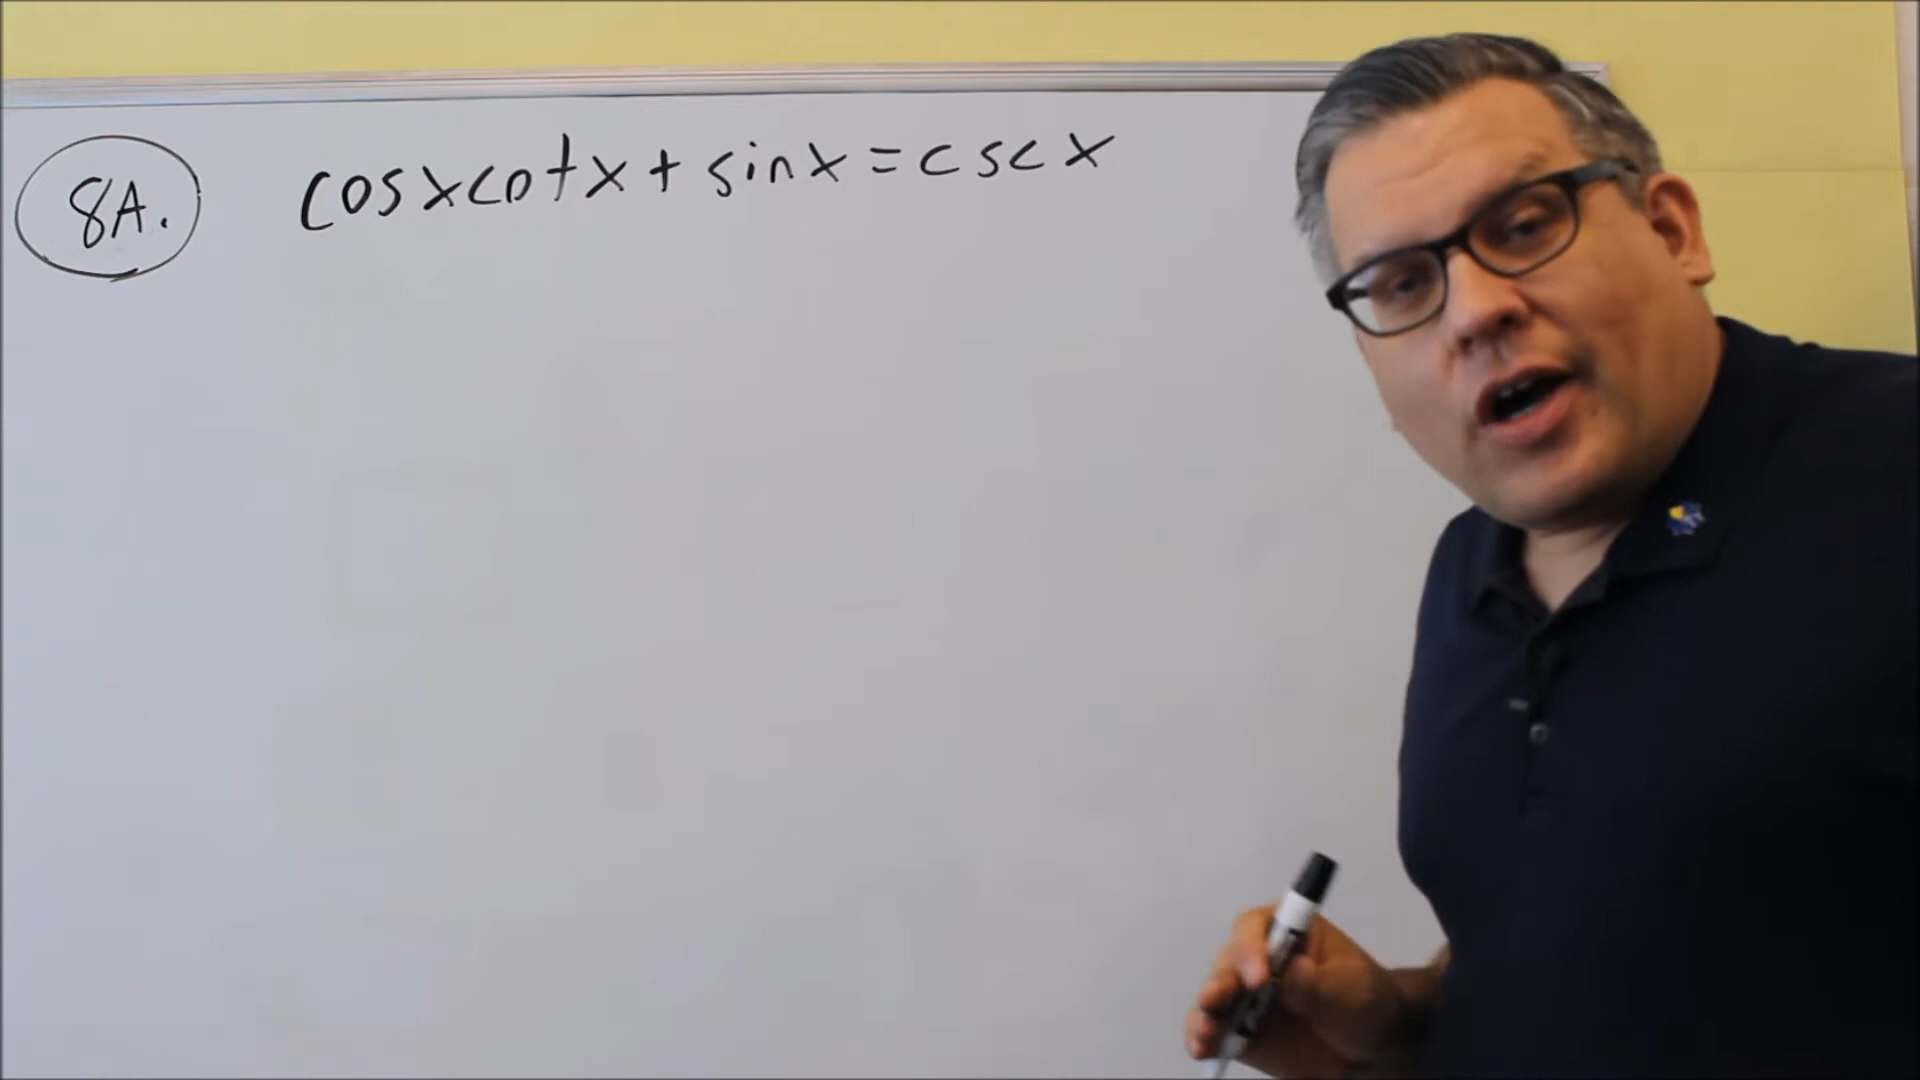 8A. cosxcotx + sinx = cscx